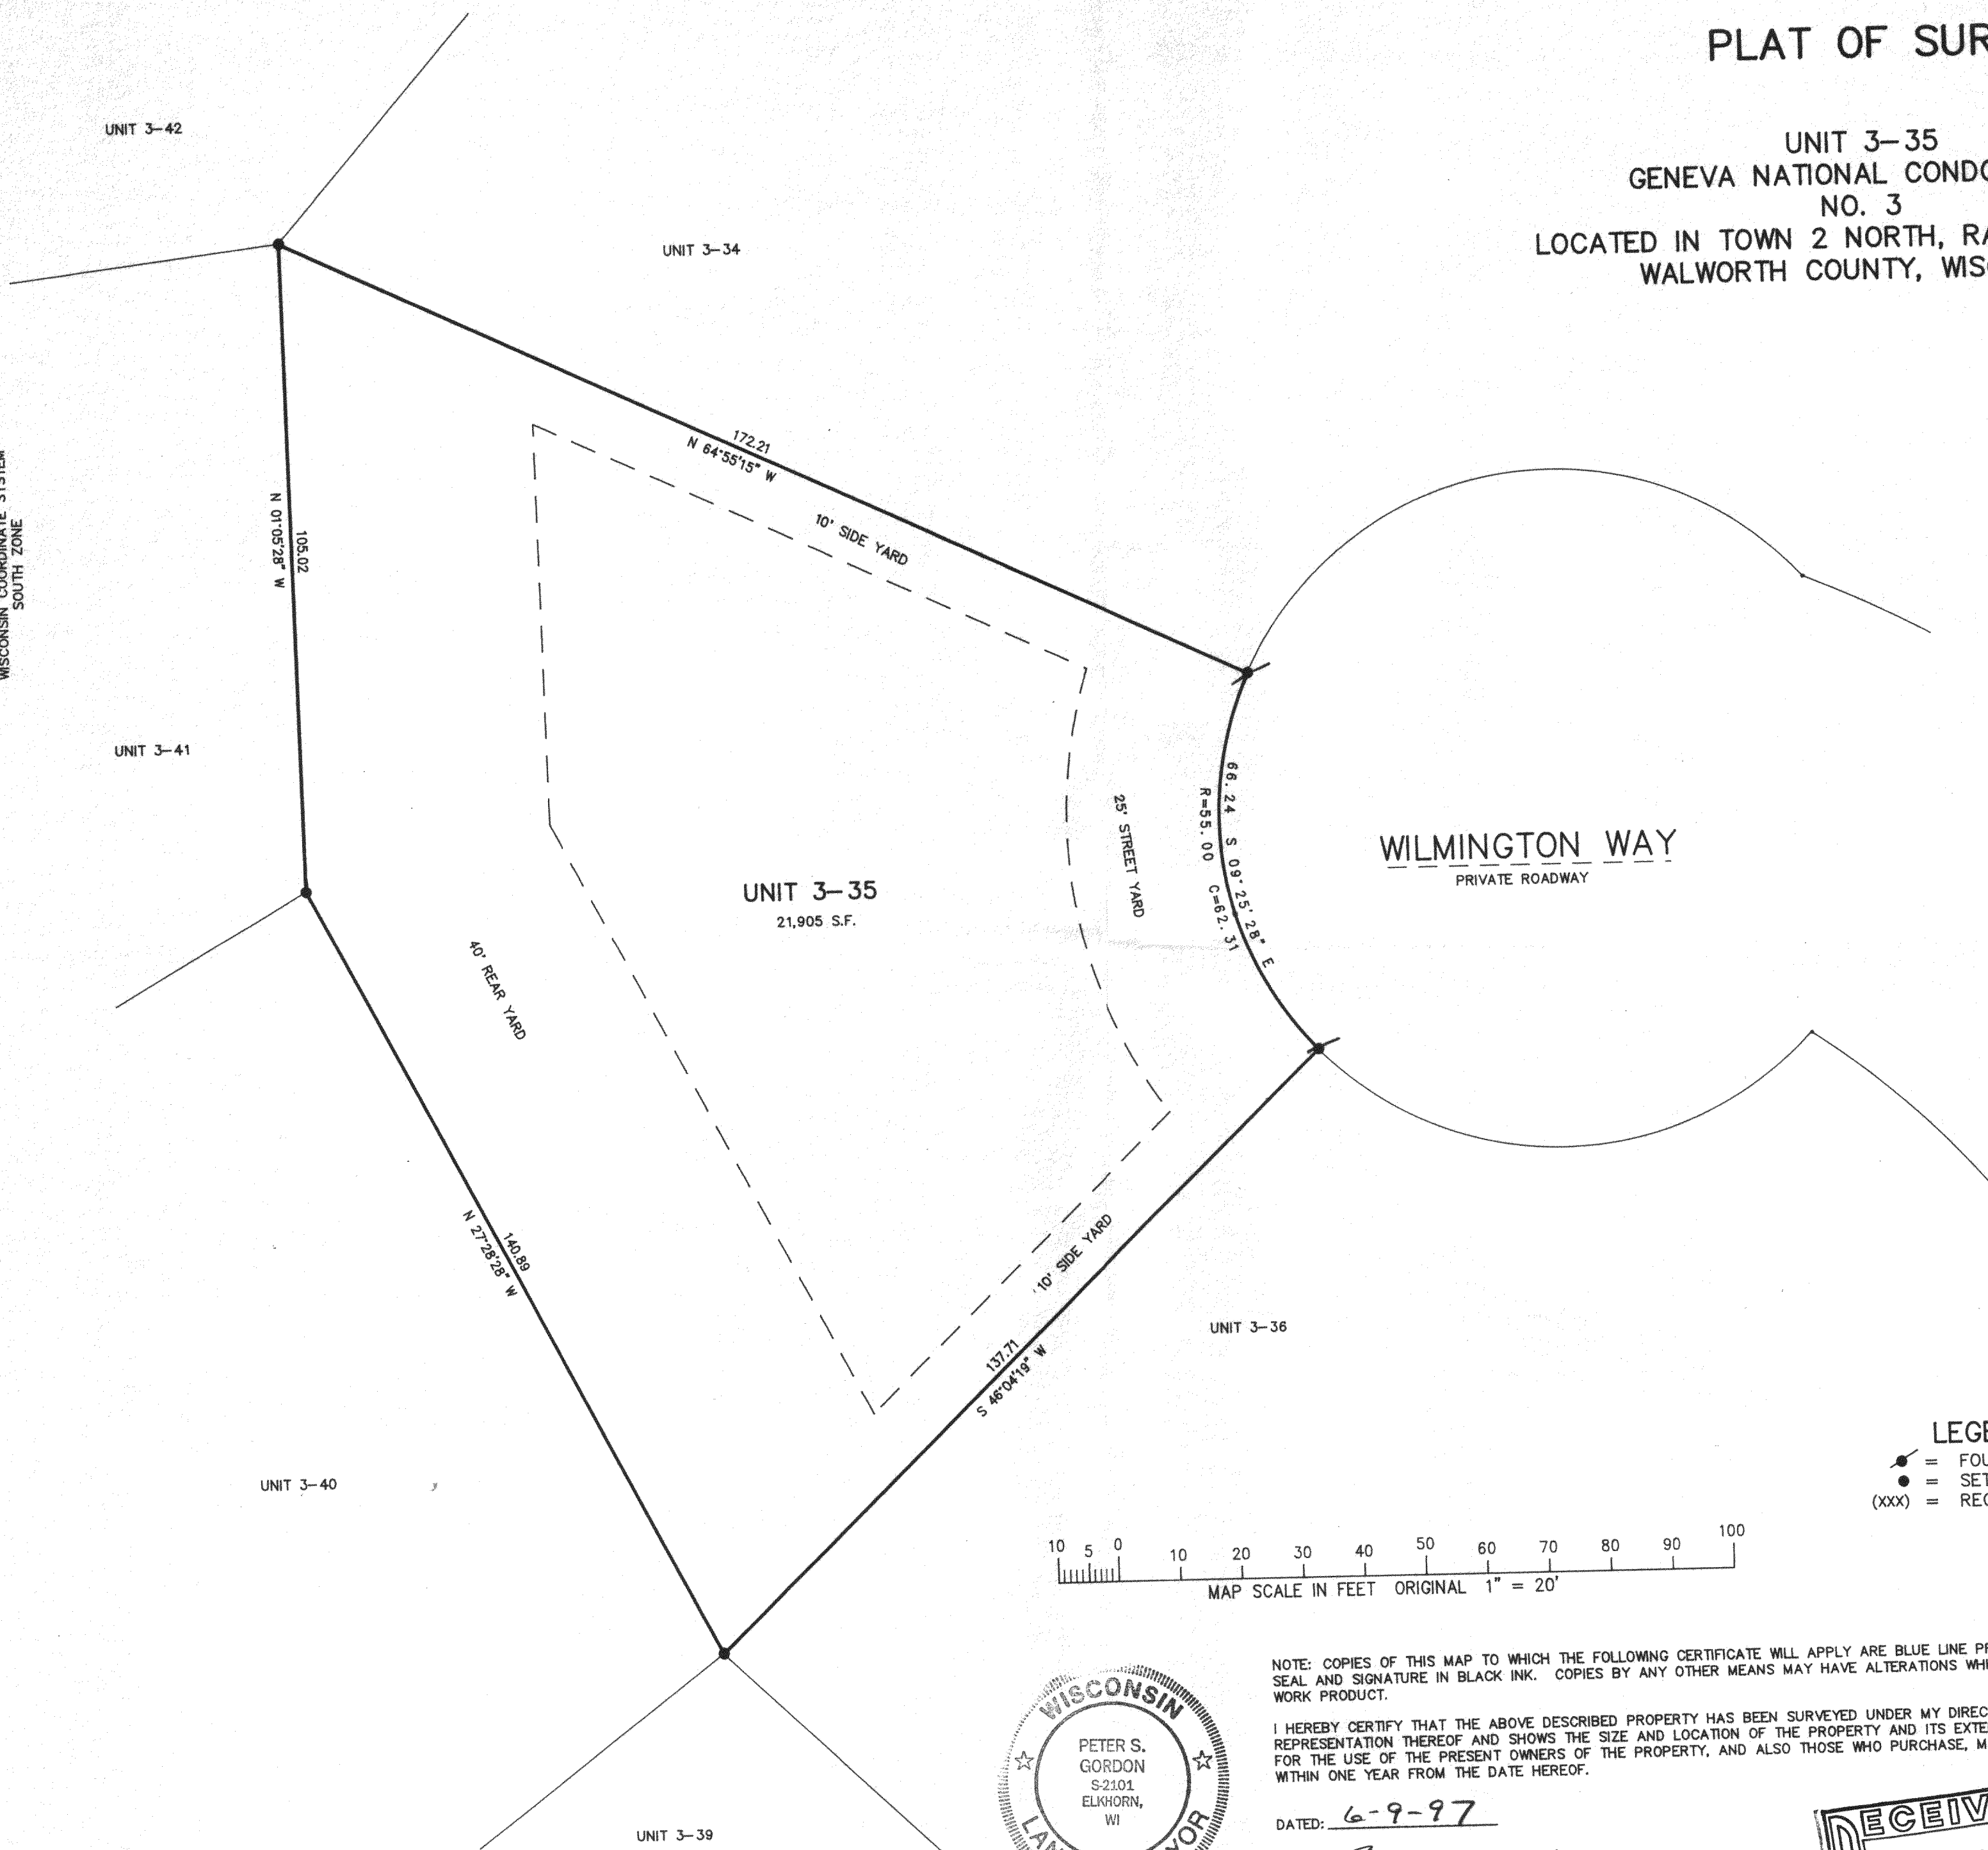 PLAT OF SUR
UNIT 3-35
GENEVA NATIONAL CONDO
NO. 3
LOCATED IN TOWN 2 NORTH, RA
WALWORTH COUNTY, WIS
UNIT 3-42
UNIT 3-34
172.21
N 64°55'15" W
10' SIDE YARD
WISCONSIN COORDINATE SYSTEM
SOUTH ZONE
N 01°05'28" W
105.02
UNIT 3-41
66.24 S 09°25'28" E
R=55.00 C=62.31
25' STREET YARD
WILMINGTON WAY
PRIVATE ROADWAY
UNIT 3-35
21,905 S.F.
40' REAR YARD
140.89
N 27°28'28" W
10' SIDE YARD
137.71
S 46°04'19" W
UNIT 3-36
UNIT 3-40
LEGE
= FOU
= SET
(XXX) = REC
10 5 0 10 20 30 40 50 60 70 80 90 100
MAP SCALE IN FEET ORIGINAL 1" = 20'
NOTE: COPIES OF THIS MAP TO WHICH THE FOLLOWING CERTIFICATE WILL APPLY ARE BLUE LINE PR
SEAL AND SIGNATURE IN BLACK INK. COPIES BY ANY OTHER MEANS MAY HAVE ALTERATIONS WHI
WORK PRODUCT.
I HEREBY CERTIFY THAT THE ABOVE DESCRIBED PROPERTY HAS BEEN SURVEYED UNDER MY DIREC
REPRESENTATION THEREOF AND SHOWS THE SIZE AND LOCATION OF THE PROPERTY AND ITS EXTE
FOR THE USE OF THE PRESENT OWNERS OF THE PROPERTY, AND ALSO THOSE WHO PURCHASE, M
WITHIN ONE YEAR FROM THE DATE HEREOF.
DATED: 6-9-97
WISCONSIN
PETER S.
GORDON
S-2101
ELKHORN,
WI
LAN
YOR
UNIT 3-39
ECEIV